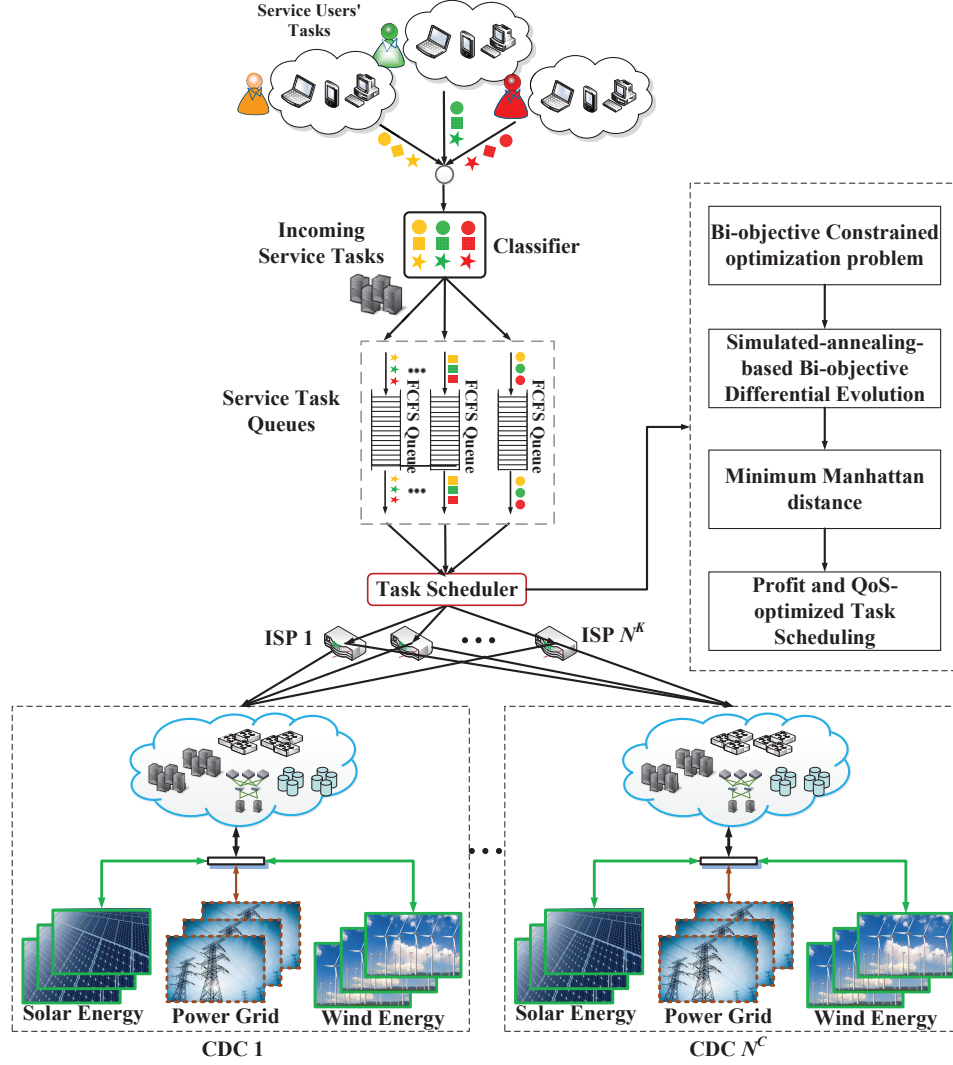 Service Users'
Tasks
Incoming
Service Tasks
Classifier
Service Task
Queues
FCFS Queue
FCFS Queue
FCFS Queue
Task Scheduler
ISP 1
ISP N^K
Bi-objective Constrained
optimization problem
Simulated-annealing-
based Bi-objective
Differential Evolution
Minimum Manhattan
distance
Profit and QoS-
optimized Task
Scheduling
Solar Energy
Power Grid
Wind Energy
CDC 1
Solar Energy
Power Grid
Wind Energy
CDC N^C